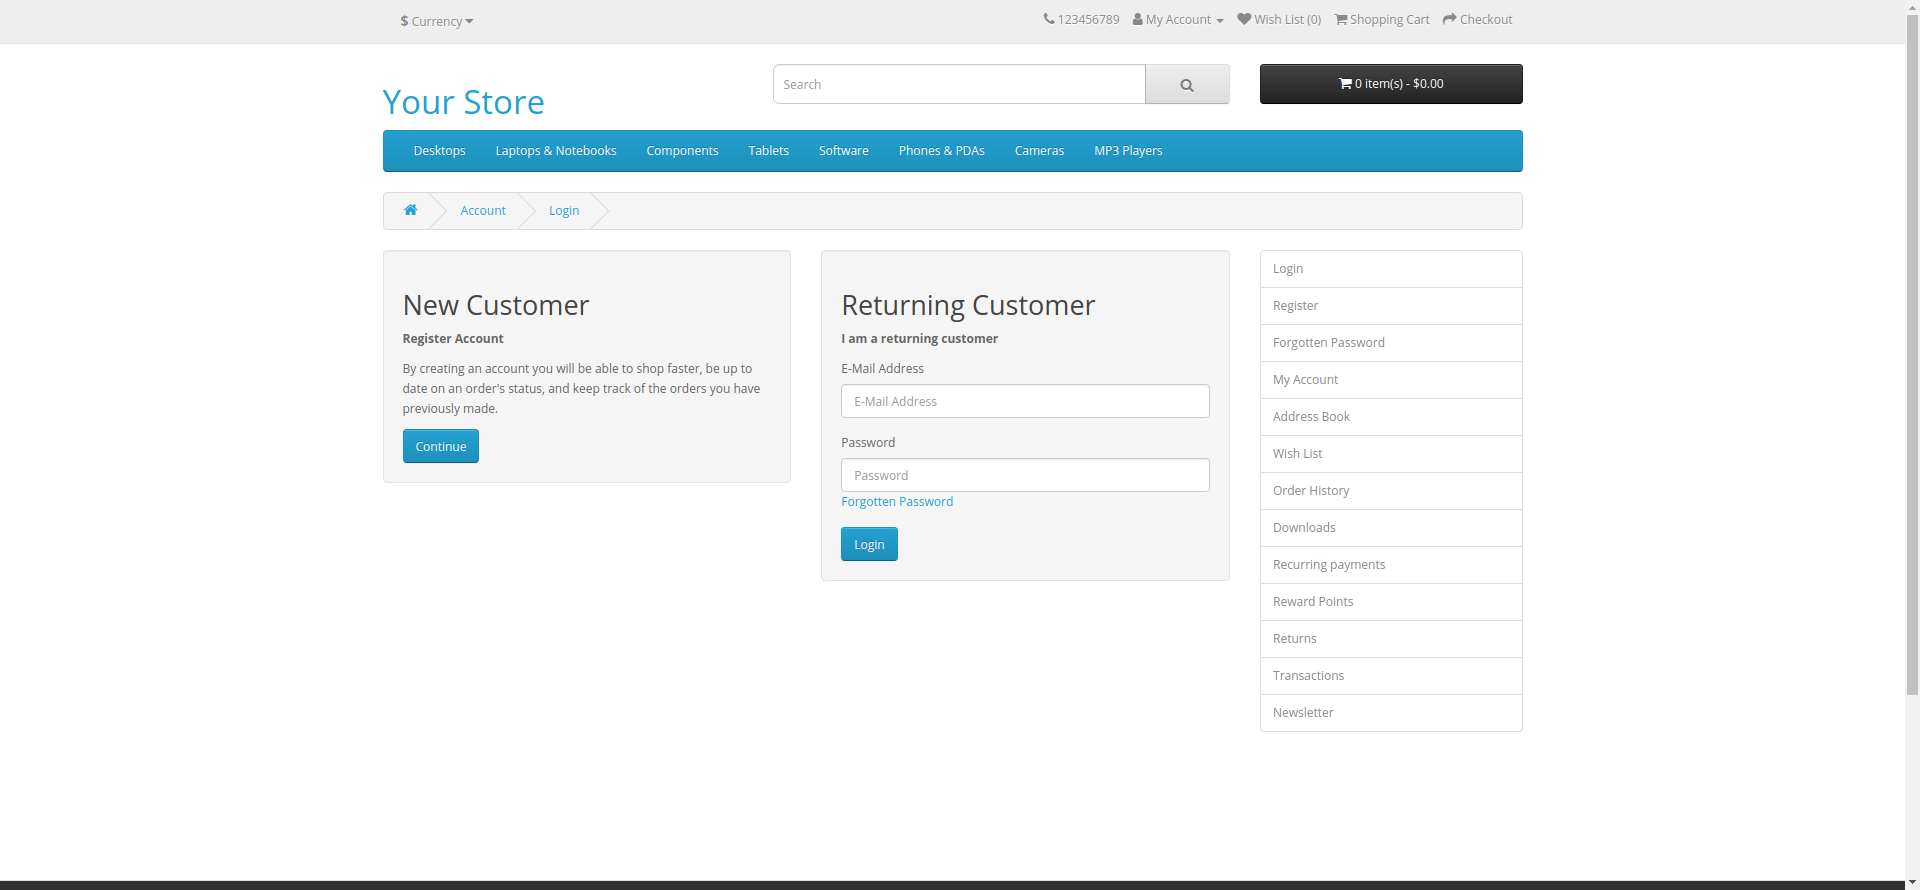 $ Currency
123456789 My Account Wish List (0) Shopping Cart Checkout
Your Store
Search
0 item(s) - $0.00
Desktops Laptops & Notebooks Components Tablets Software Phones & PDAs Cameras MP3 Players
Account Login
New Customer
Register Account
By creating an account you will be able to shop faster, be up to
date on an order's status, and keep track of the orders you have
previously made.
Continue
Returning Customer
I am a returning customer
E-Mail Address
E-Mail Address
Password
Password
Forgotten Password
Login
Login
Register
Forgotten Password
My Account
Address Book
Wish List
Order History
Downloads
Recurring payments
Reward Points
Returns
Transactions
Newsletter